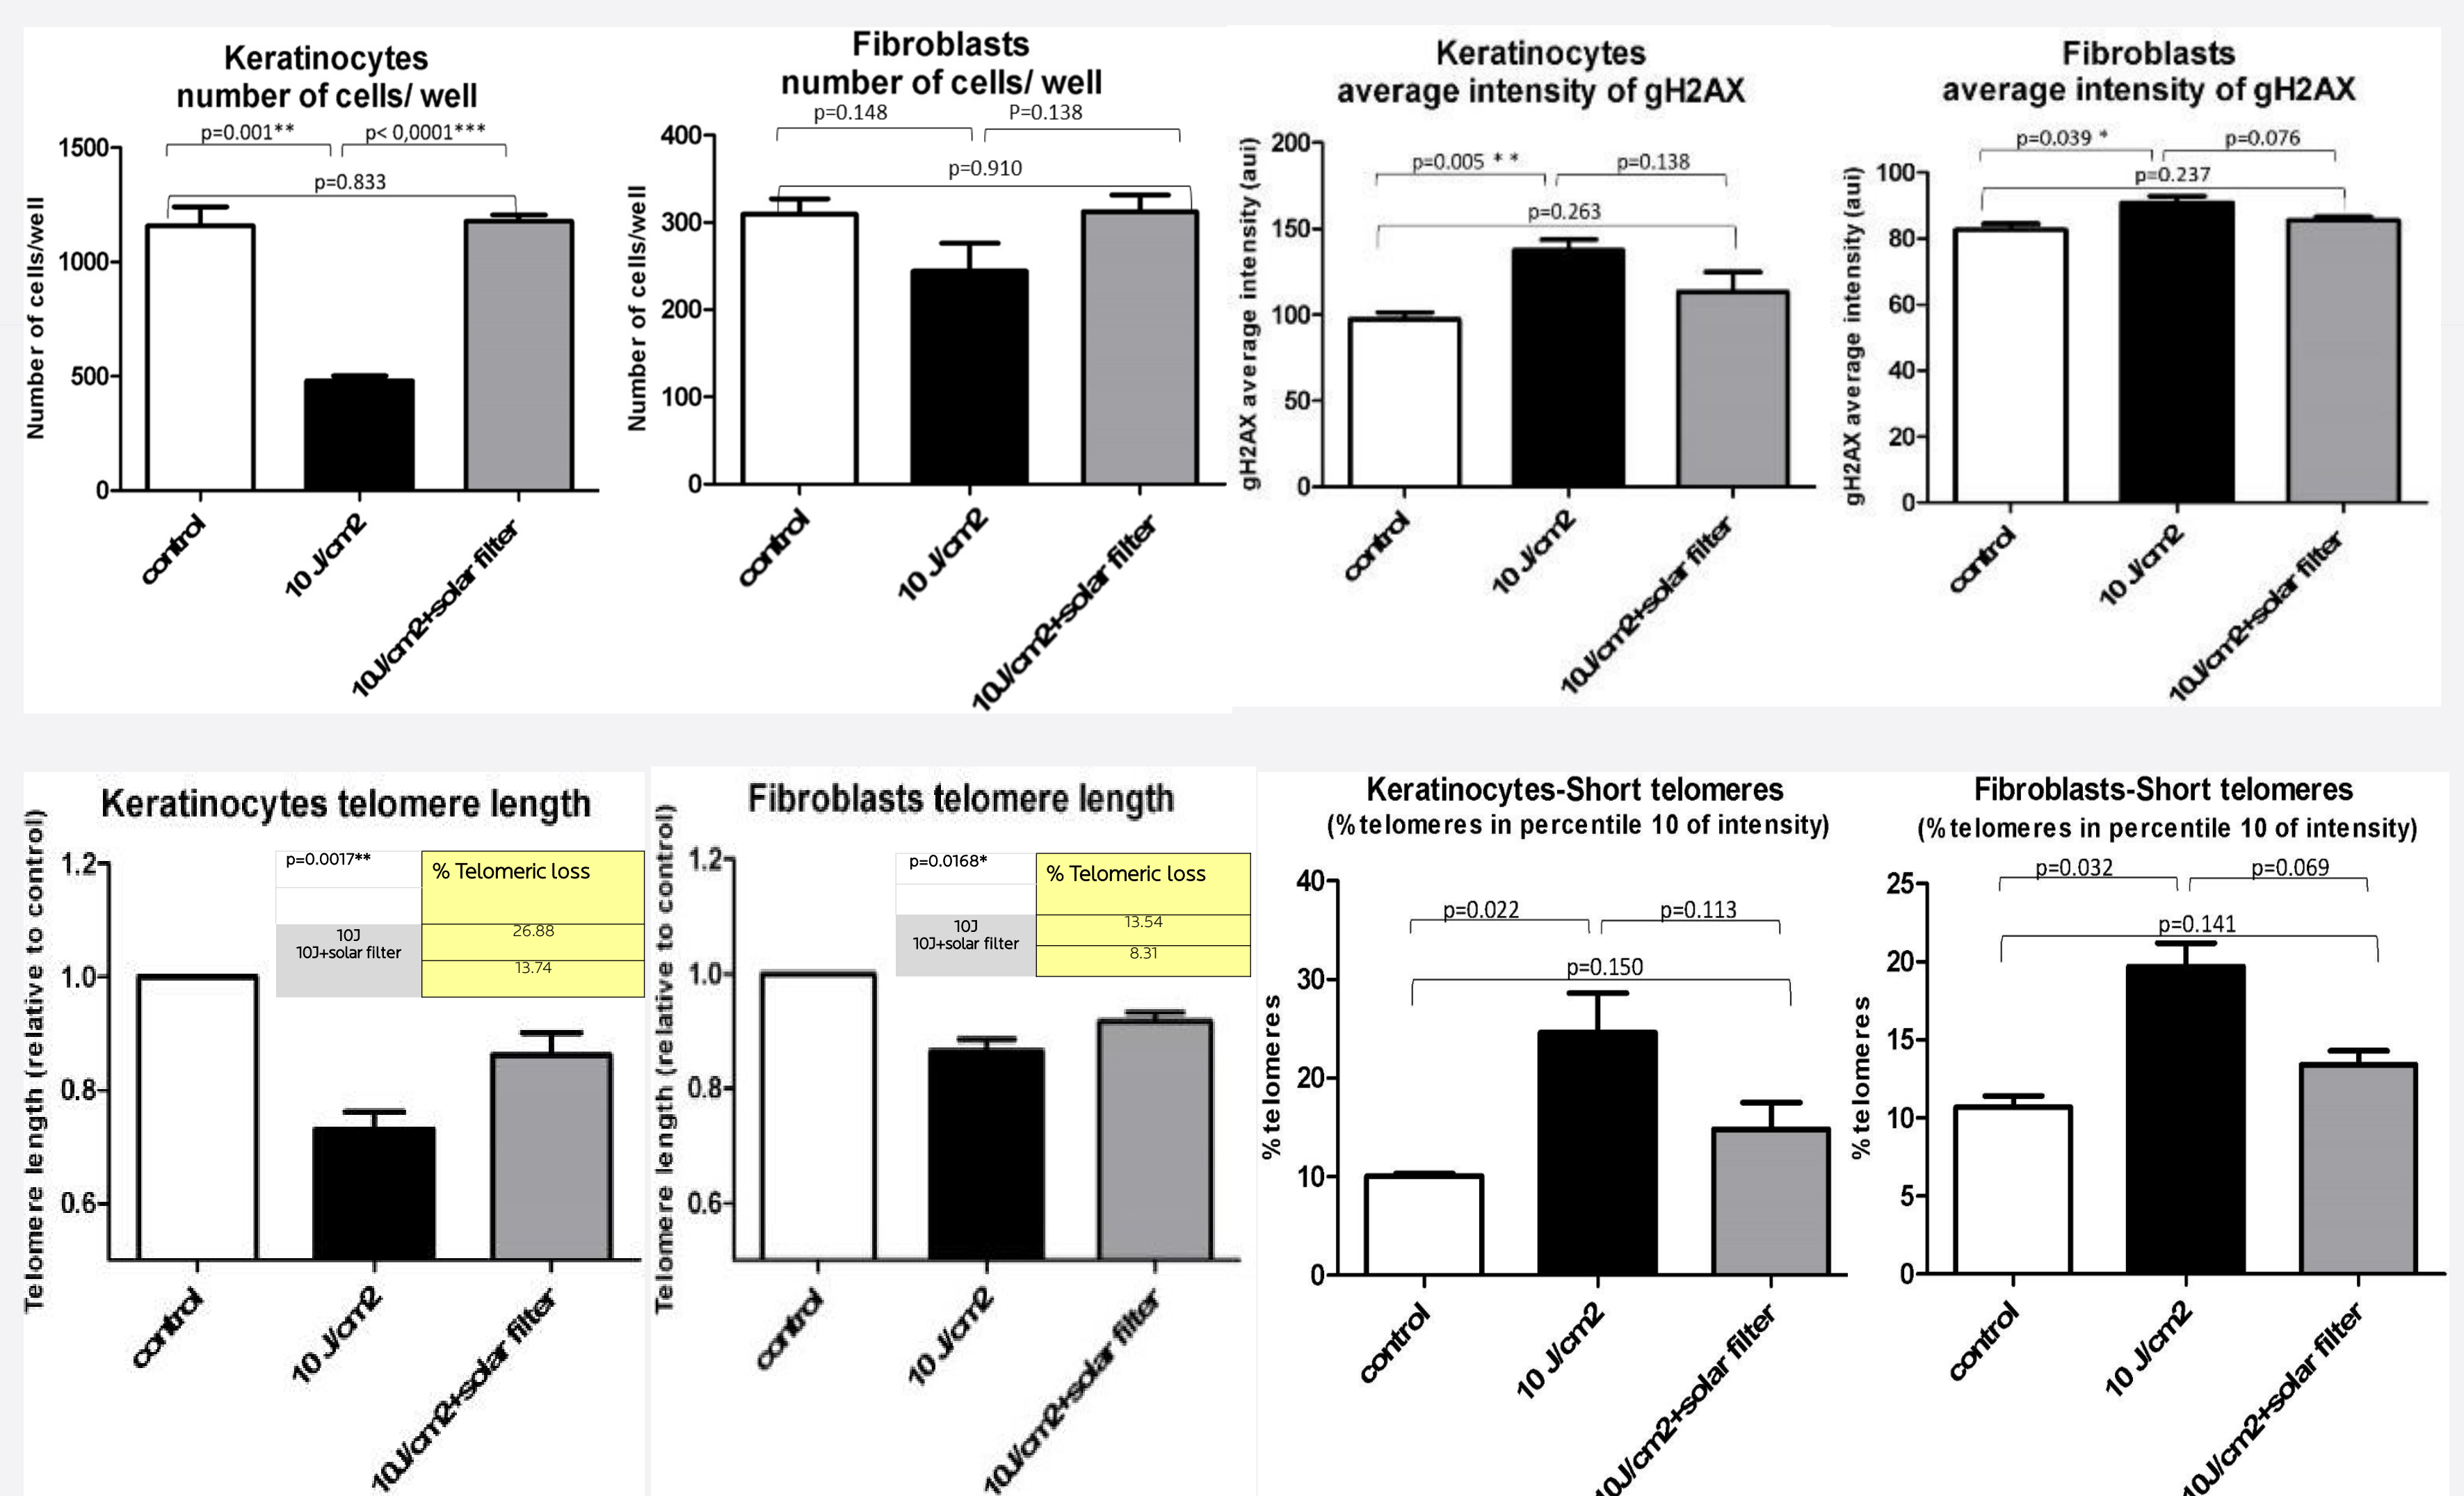 Keratinocytes
number of cells/ well
p=0.001**
p< 0,0001***
p=0.833
Number of cells/well
1500
1000
500
0
control
10 J/cm2
10J/cm2+solar filter
Fibroblasts
number of cells/ well
p=0.148
P=0.138
p=0.910
Number of cells/well
400
300
200
100
0
control
10 J/cm2
10J/cm2+solar filter
Keratinocytes
average intensity of gH2AX
p=0.005 * *
p=0.138
p=0.263
gH2AX average intensity (aui)
200
150
100
50
0
control
10 J/cm2
10J/cm2+solar filter
Fibroblasts
average intensity of gH2AX
p=0.039 *
p=0.076
p=0.237
gH2AX average intensity (aui)
100
80
60
40
20
0
control
10 J/cm2
10J/cm2+solar filter
Keratinocytes telomere length
Telomere length (relative to control)
1.2
1.0
0.8
0.6
p=0.0017**
% Telomeric loss
10J
26.88
10J+solar filter
13.74
control
10 J/cm2
10J/cm2+solar filter
Fibroblasts telomere length
Telomere length (relative to control)
1.2
1.0
0.8
0.6
p=0.0168*
% Telomeric loss
10J
13.54
10J+solar filter
8.31
control
10 J/cm2
10J/cm2+solar filter
Keratinocytes-Short telomeres
(% telomeres in percentile 10 of intensity)
p=0.022
p=0.113
p=0.150
% telomeres
40
30
20
10
0
control
10 J/cm2
10J/cm2+solar filter
Fibroblasts-Short telomeres
(% telomeres in percentile 10 of intensity)
p=0.032
p=0.069
p=0.141
% telomeres
25
20
15
10
5
0
control
10 J/cm2
10J/cm2+solar filter